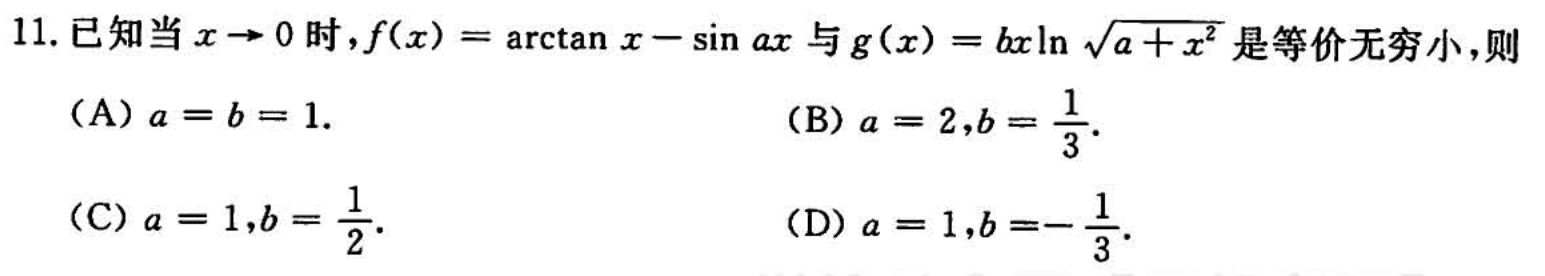 11. 已知当 x → 0 时, f(x) = arctan x − sin ax 与 g(x) = bx ln √(a + x²) 是等价无穷小, 则
(A) a = b = 1. (B) a = 2, b = 1/3.
(C) a = 1, b = 1/2. (D) a = 1, b = −1/3.